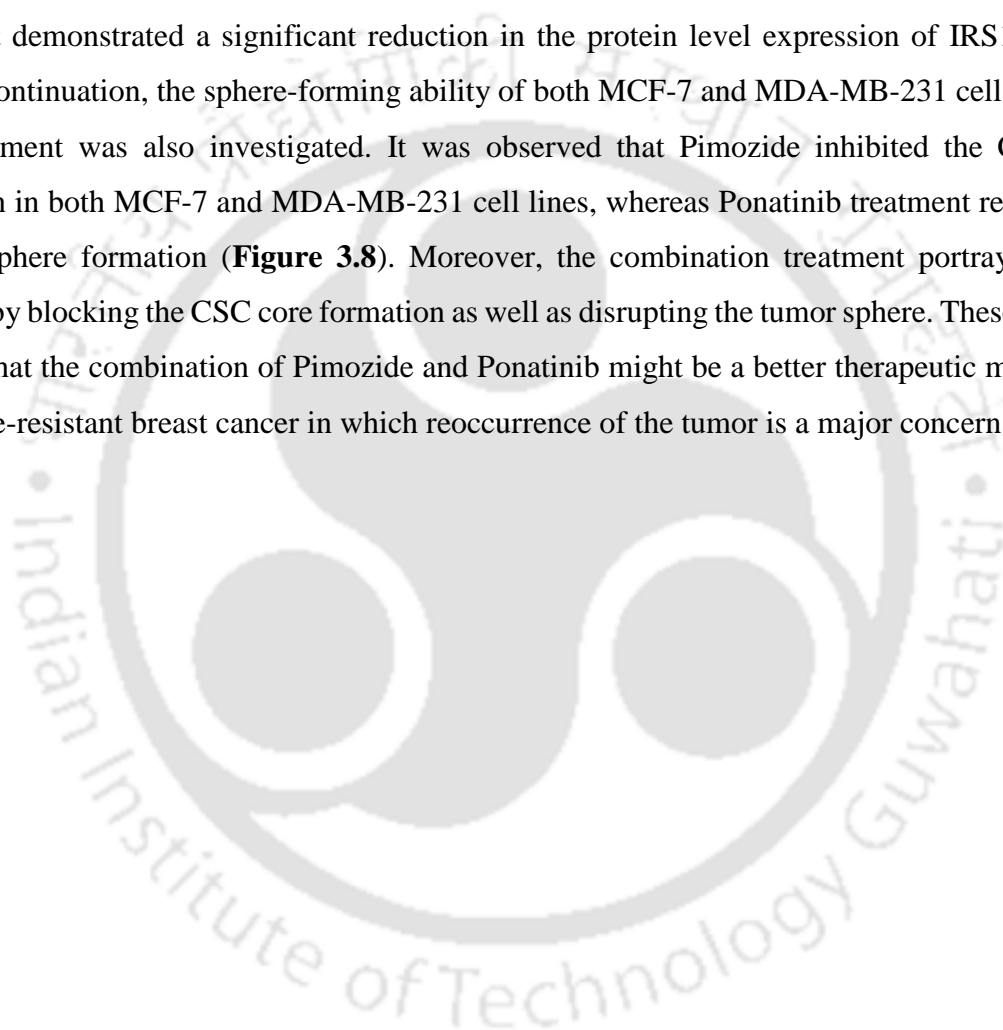 demonstrated a significant reduction in the protein level expression of IRS1
ontinuation, the sphere-forming ability of both MCF-7 and MDA-MB-231 cell
ment was also investigated. It was observed that Pimozide inhibited the
n in both MCF-7 and MDA-MB-231 cell lines, whereas Ponatinib treatment re
phere formation (Figure 3.8). Moreover, the combination treatment portray
by blocking the CSC core formation as well as disrupting the tumor sphere. These
hat the combination of Pimozide and Ponatinib might be a better therapeutic m
e-resistant breast cancer in which reoccurrence of the tumor is a major concern
Indian Institute of Technology Guwahati